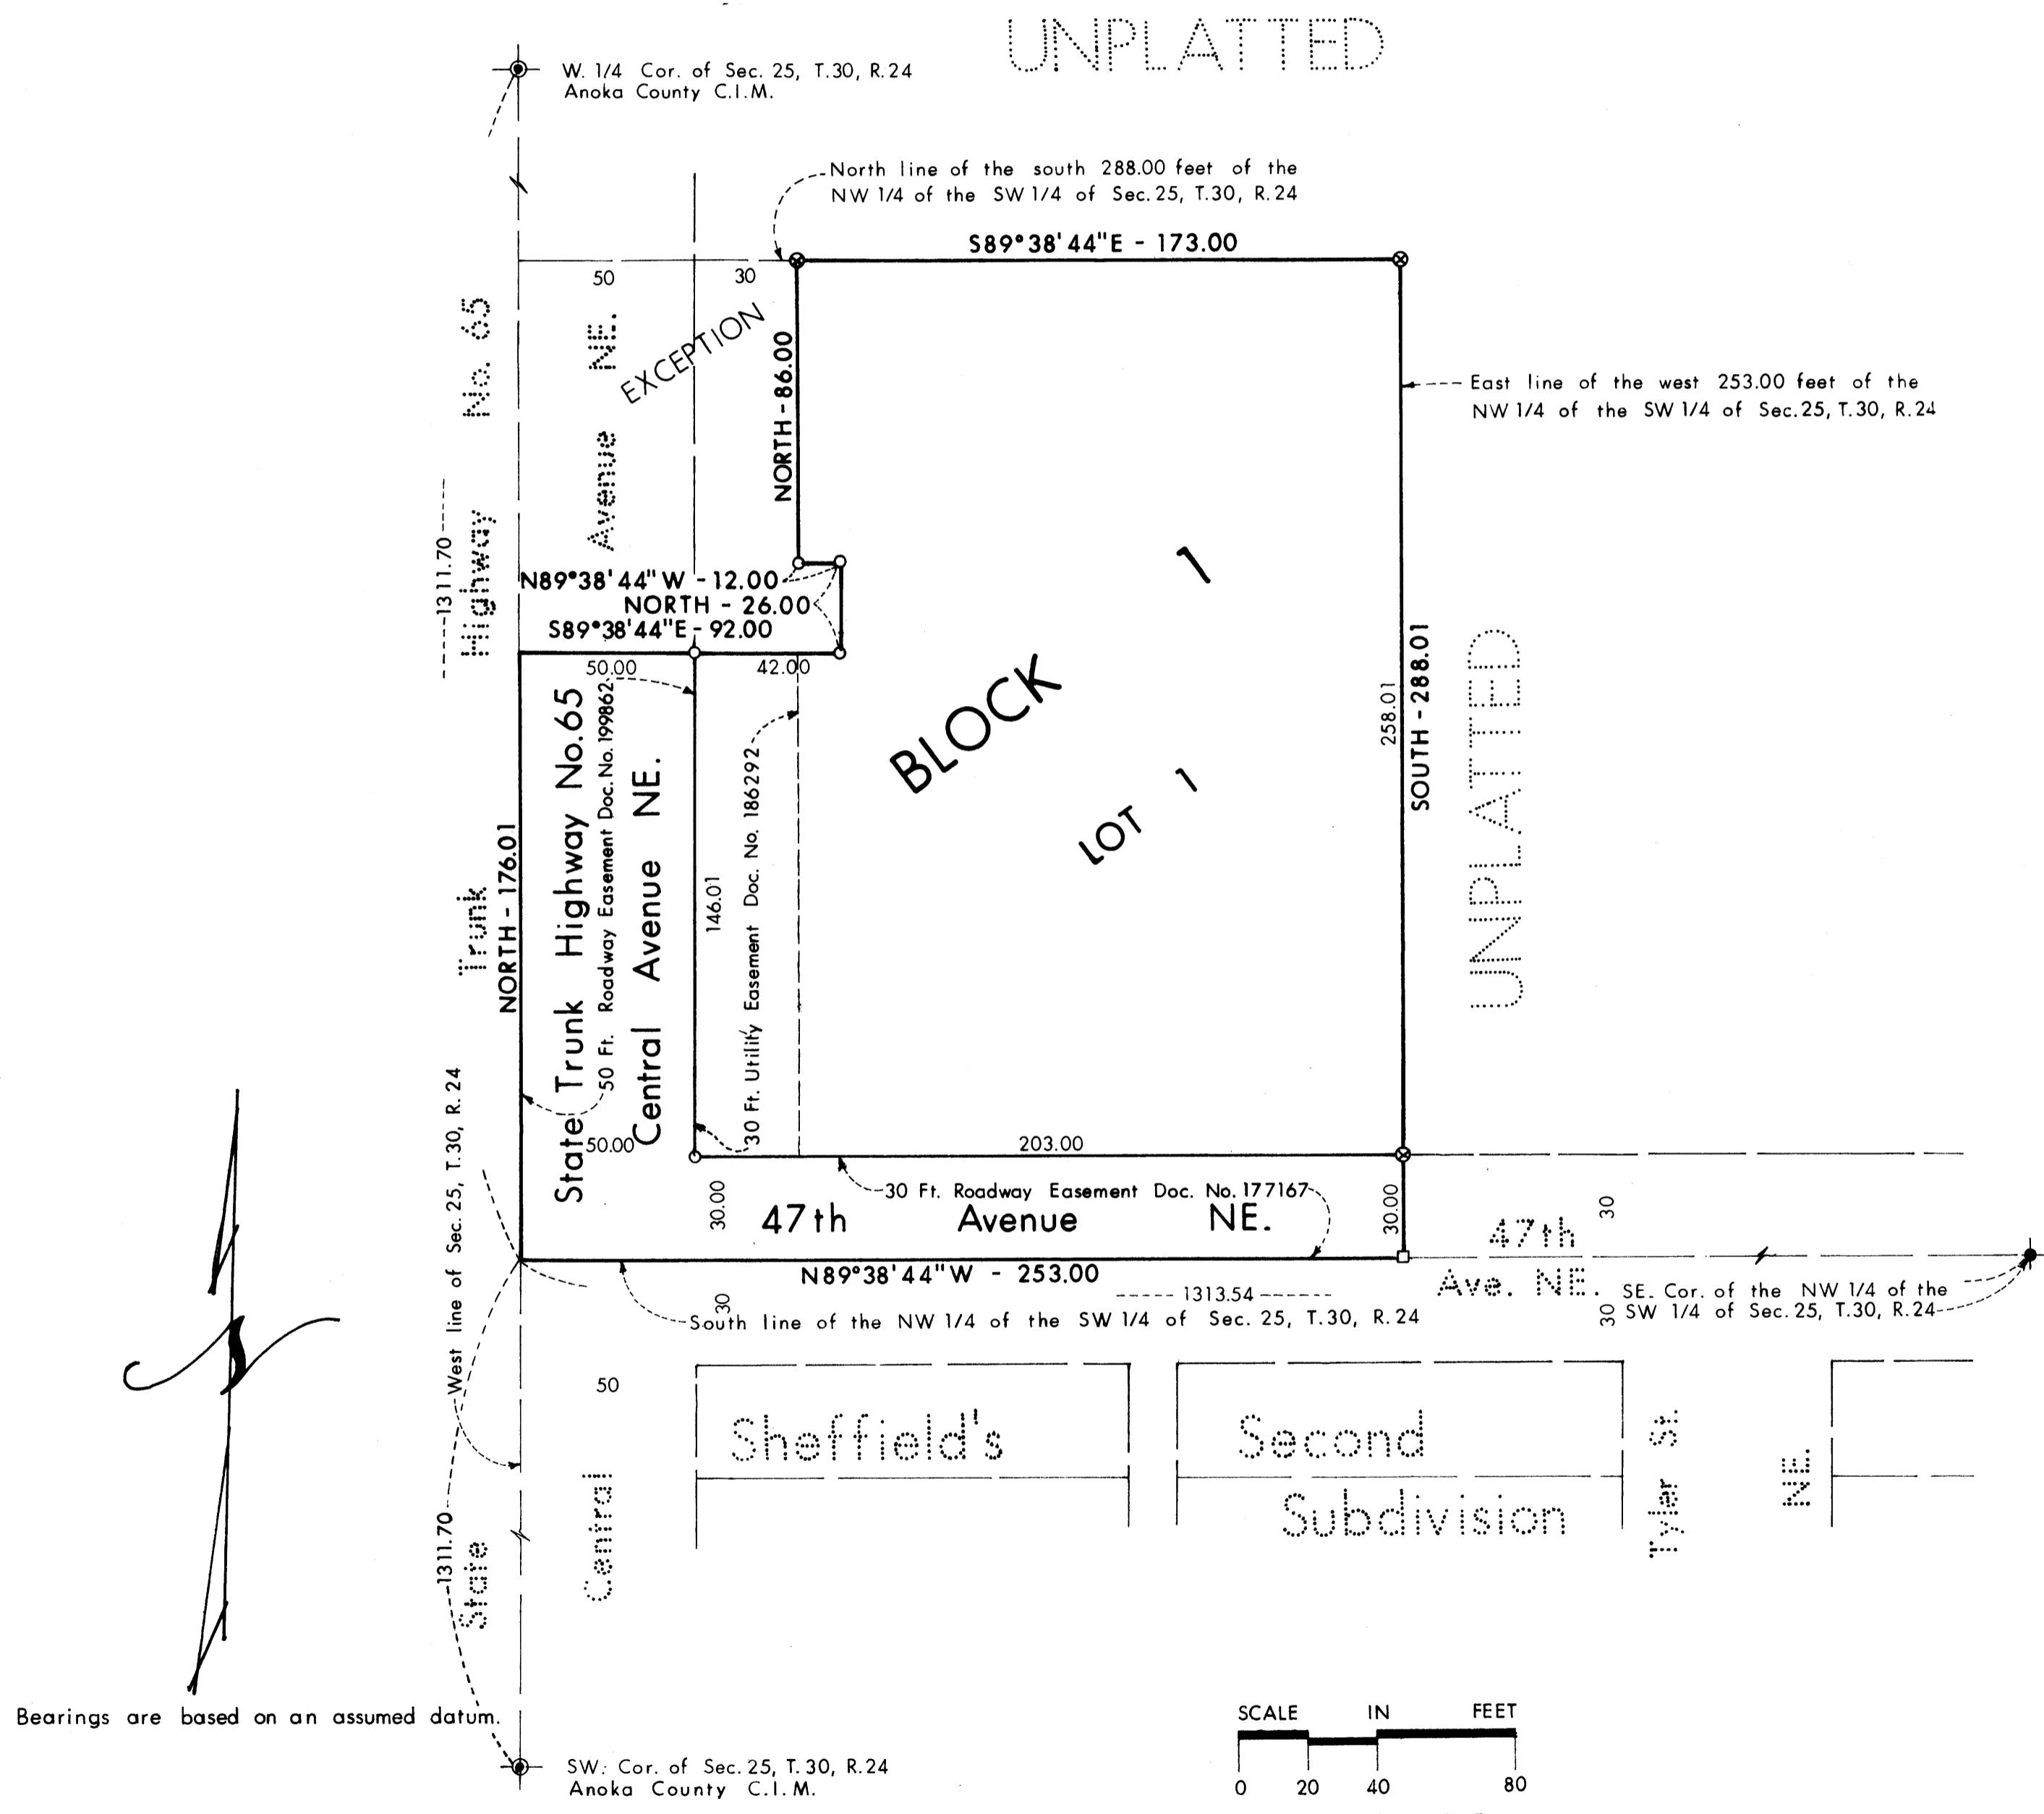 UNPLATTED
W. 1/4 Cor. of Sec. 25, T.30, R.24
Anoka County C.I.M.
North line of the south 288.00 feet of the
NW 1/4 of the SW 1/4 of Sec. 25, T.30, R.24
S89°38'44"E - 173.00
50
30
EXCEPTION
NORTH - 86.00
East line of the west 253.00 feet of the
NW 1/4 of the SW 1/4 of Sec. 25, T.30, R.24
State Trunk Highway No. 65
Central Avenue NE.
1311.70
N89°38'44"W - 12.00
NORTH - 26.00
S89°38'44"E - 92.00
50.00
42.00
BLOCK 1
LOT 1
258.01
SOUTH - 288.01
UNPLATTED
NORTH - 176.01
State Trunk Highway No. 65
50 Ft. Roadway Easement Doc. No. 199862
Central Avenue NE.
146.01
30 Ft. Utility Easement Doc. No. 186292
50.00
203.00
30.00
30 Ft. Roadway Easement Doc. No. 177167
47th Avenue NE.
30.00
47th
Ave. NE.
30
30
N89°38'44"W - 253.00
1313.54
SE. Cor. of the NW 1/4 of the
SW 1/4 of Sec. 25, T.30, R.24
30
South line of the NW 1/4 of the SW 1/4 of Sec. 25, T.30, R.24
West line of Sec. 25, T.30, R. 24
50
Sheffield's Second
Subdivision
Tyler St.
NE.
1311.70
Bearings are based on an assumed datum.
SW. Cor. of Sec. 25, T. 30, R.24
Anoka County C.I.M.
SCALE IN FEET
0 20 40 80